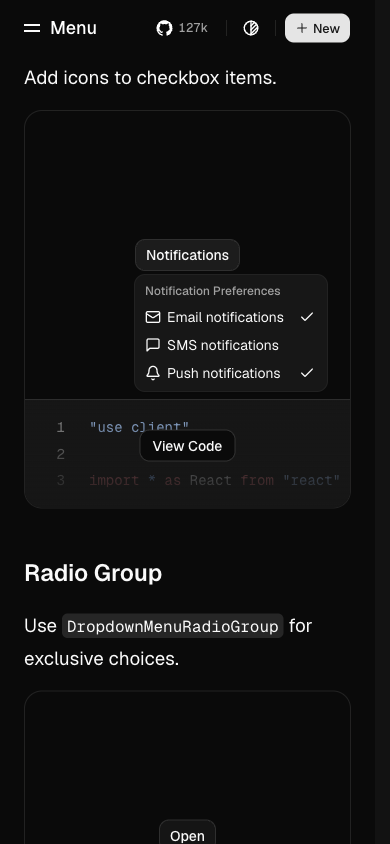 Menu
127k
+ New
Add icons to checkbox items.
Notifications
Notification Preferences
Email notifications
SMS notifications
Push notifications
1 "use client"
2
View Code
3 import * as React from "react"
Radio Group
Use DropdownMenuRadioGroup for
exclusive choices.
Open